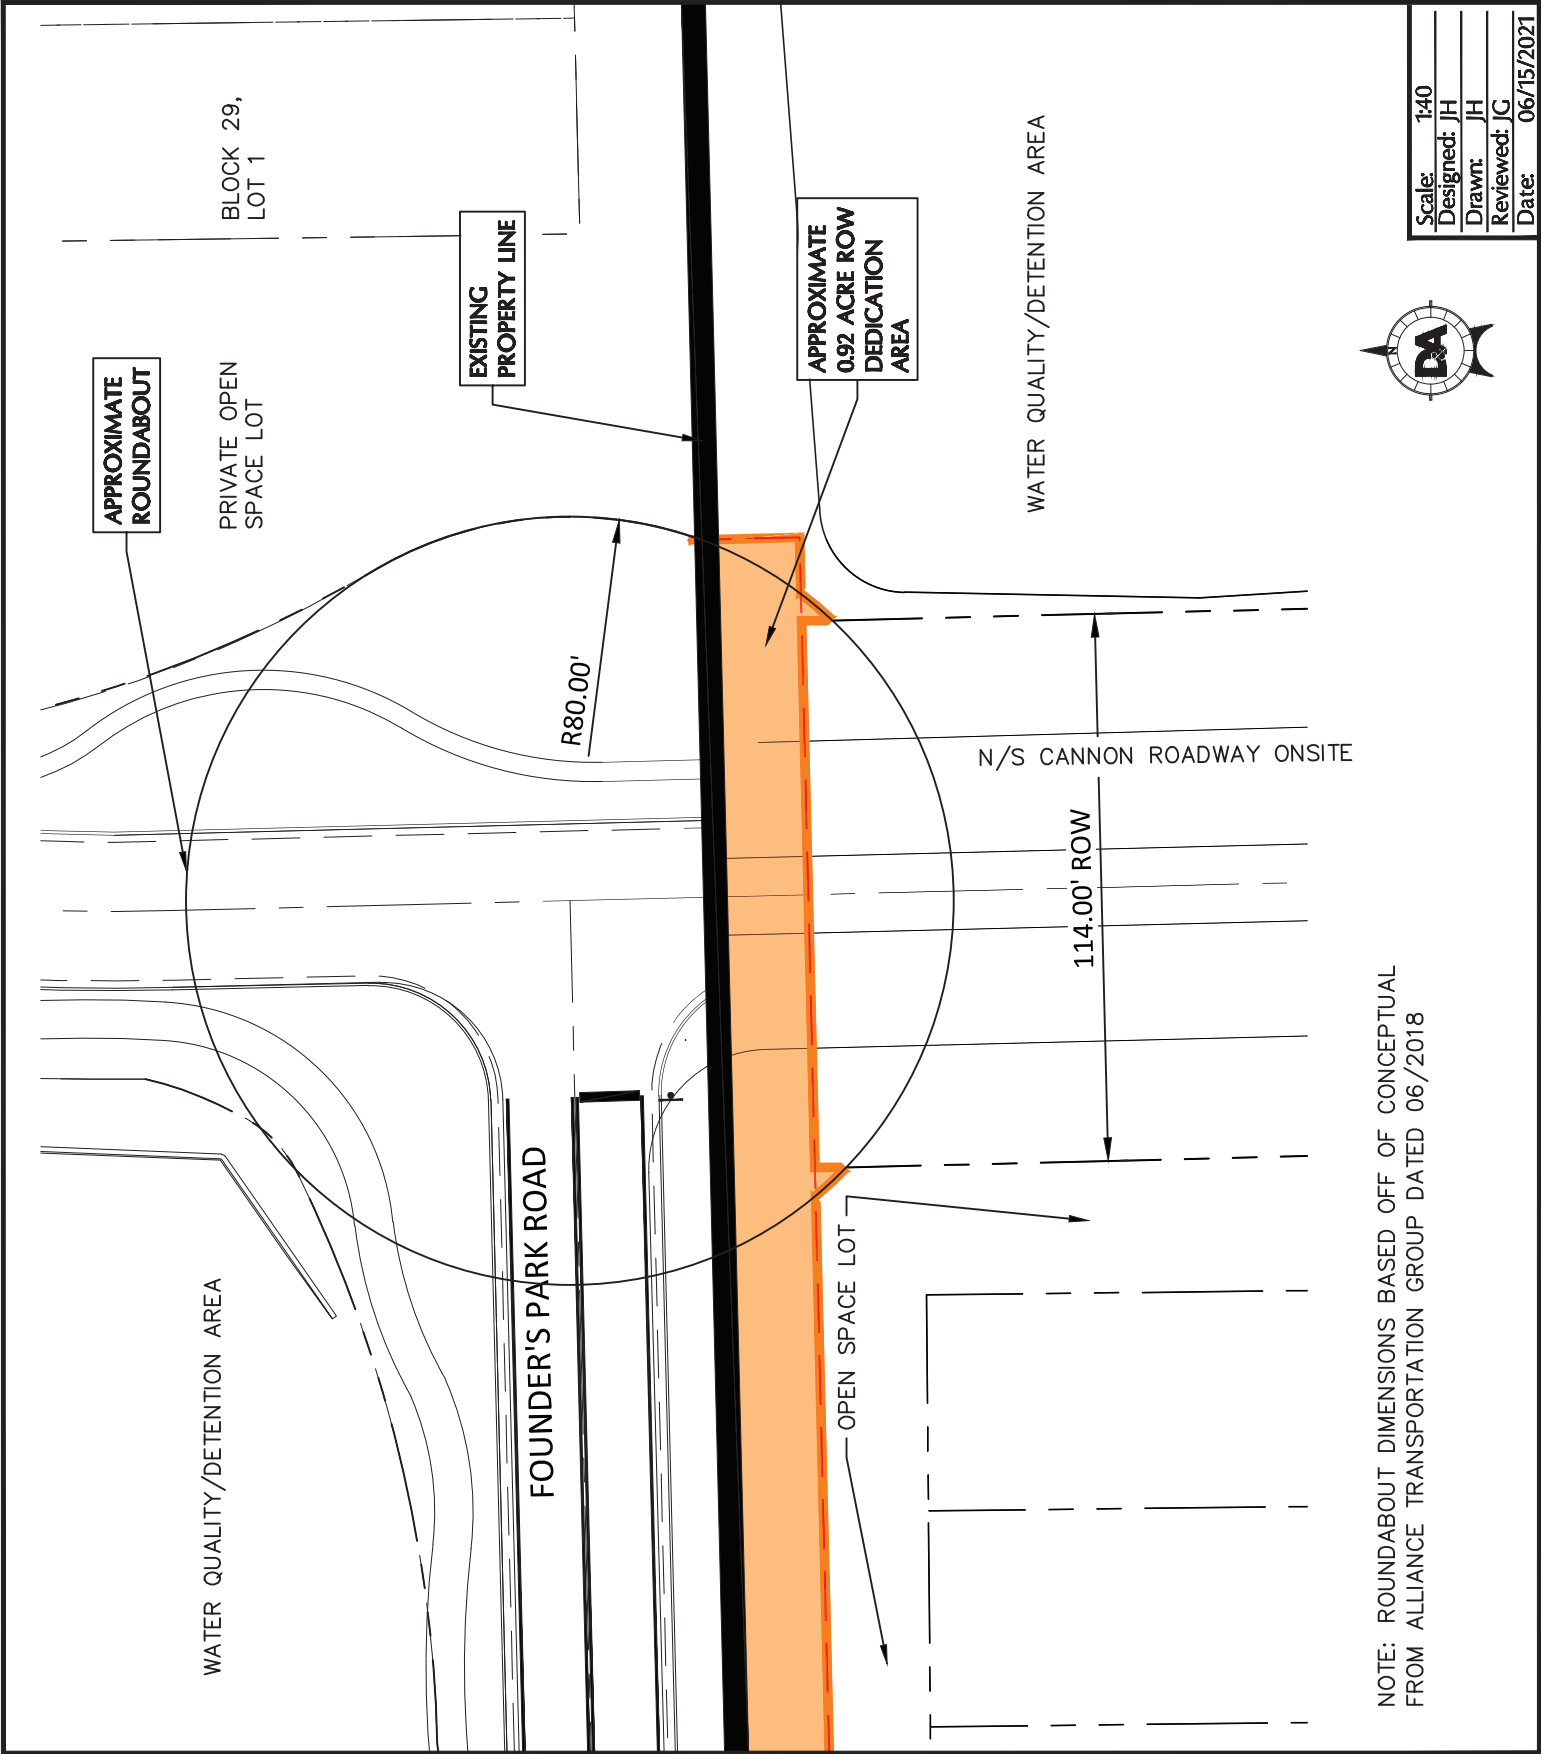 APPROXIMATE
ROUNDABOUT
BLOCK 29,
LOT 1
PRIVATE OPEN
SPACE LOT
WATER QUALITY/DETENTION AREA
EXISTING
PROPERTY LINE
R80.00'
FOUNDER'S PARK ROAD
APPROXIMATE
0.92 ACRE ROW
DEDICATION
AREA
OPEN SPACE LOT
WATER QUALITY/DETENTION AREA
N/S CANNON ROADWAY ONSITE
114.00' ROW
NOTE: ROUNDABOUT DIMENSIONS BASED OFF OF CONCEPTUAL
FROM ALLIANCE TRANSPORTATION GROUP DATED 06/2018
N
D&A
Scale: 1:40
Designed: JH
Drawn: JH
Reviewed: JG
Date: 06/15/2021